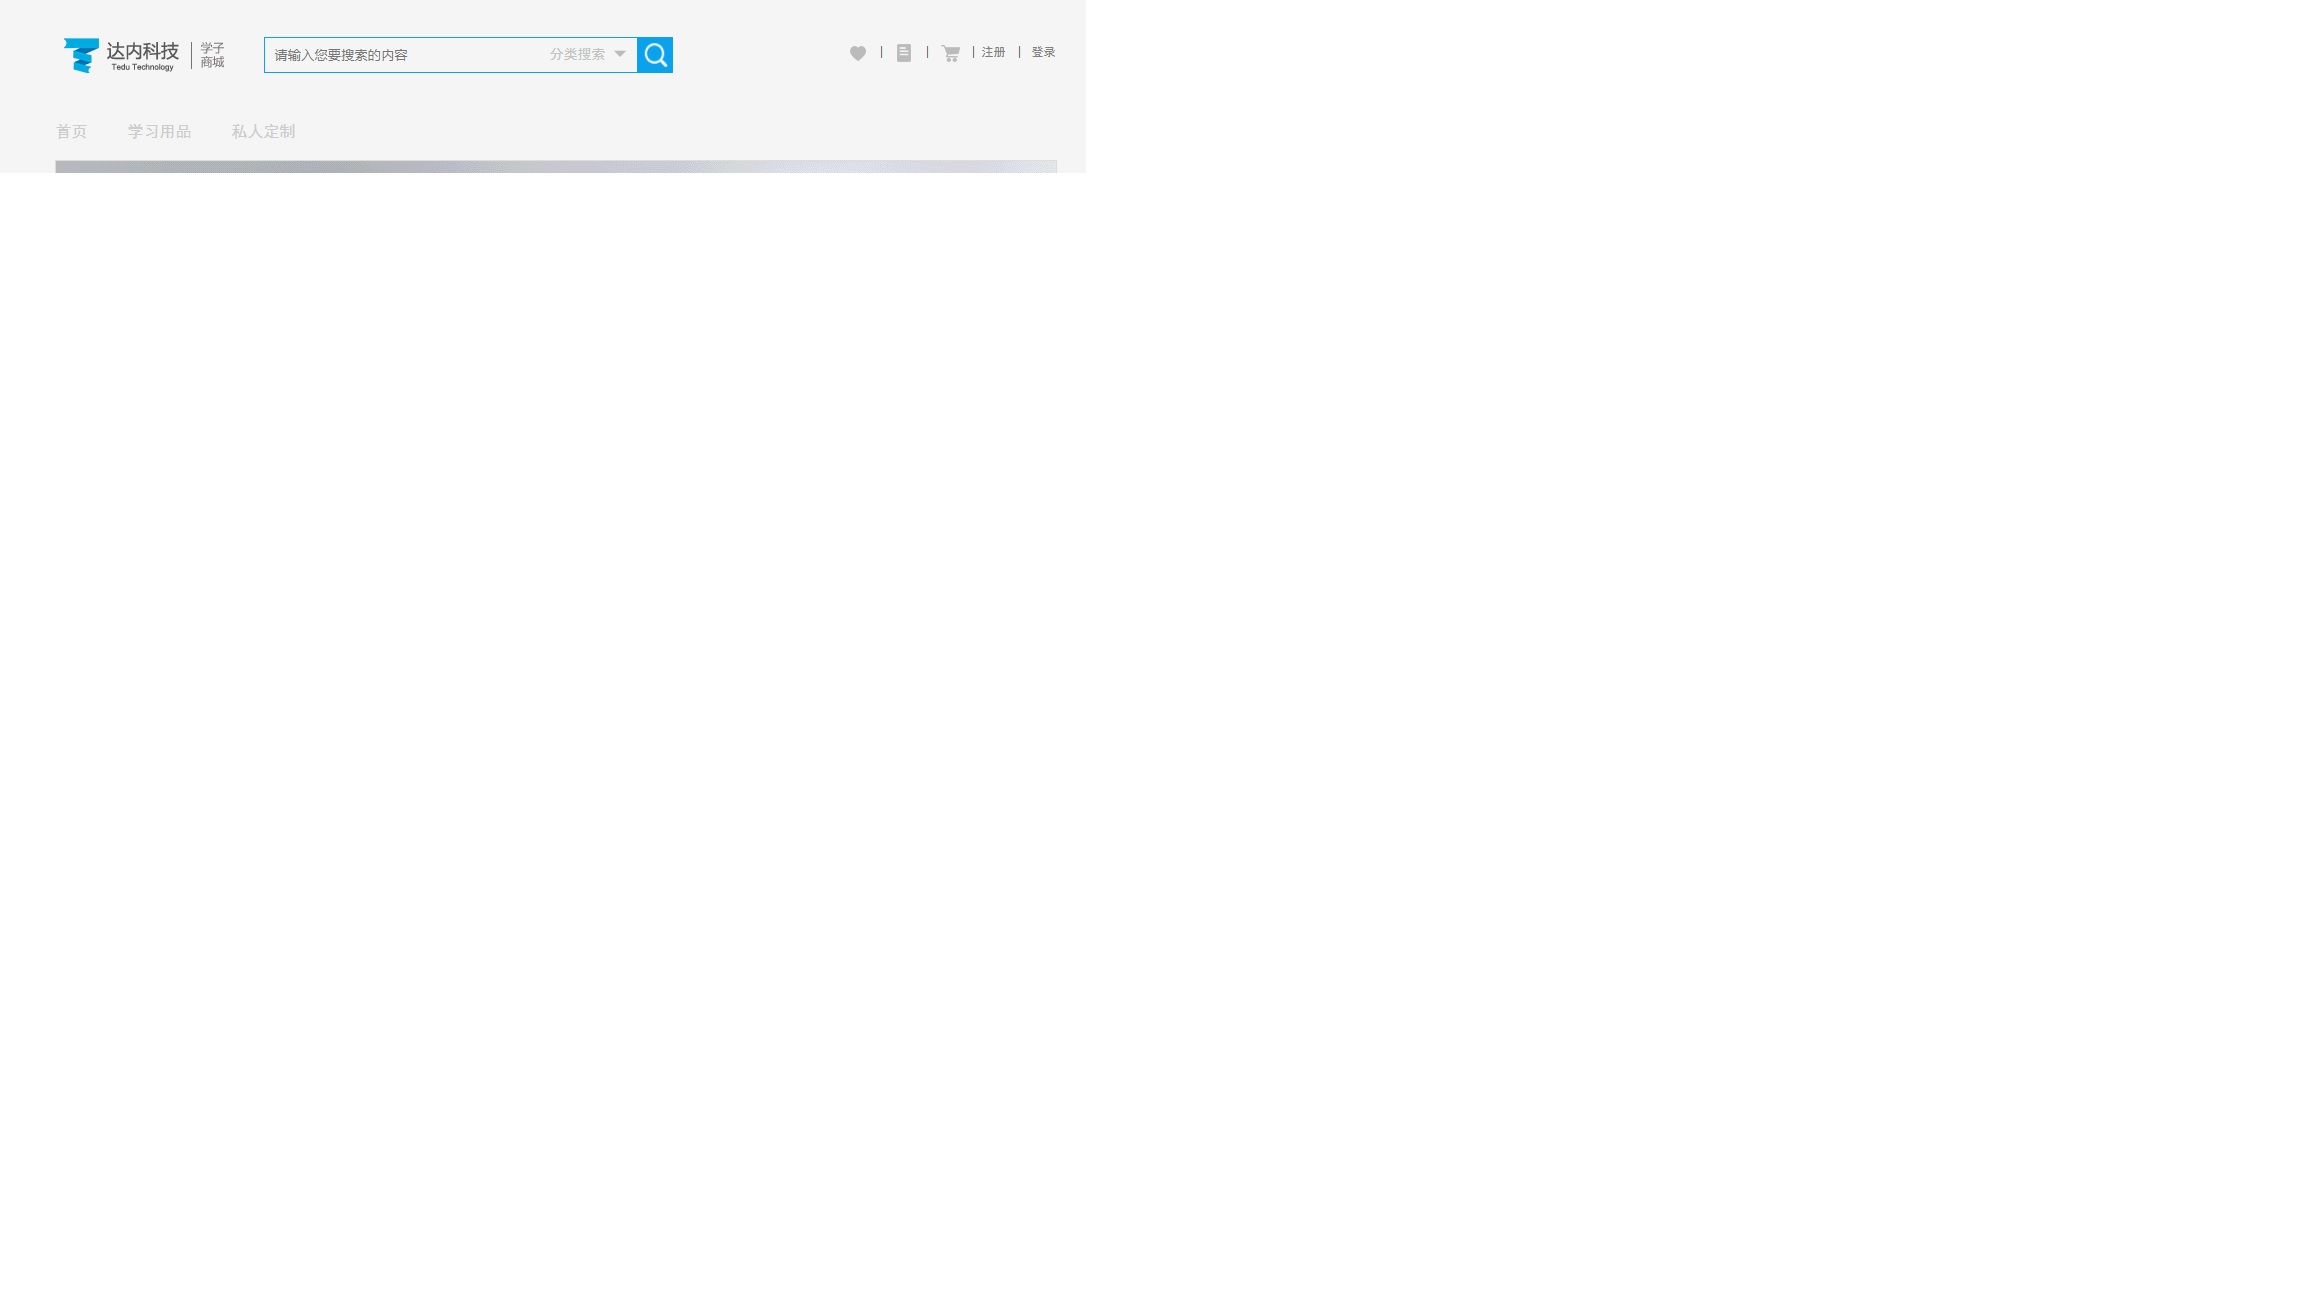 达内科技
Tedu Technology
学子
商城
请输入您要搜索的内容
分类搜索
注册
登录
首页
学习用品
私人定制